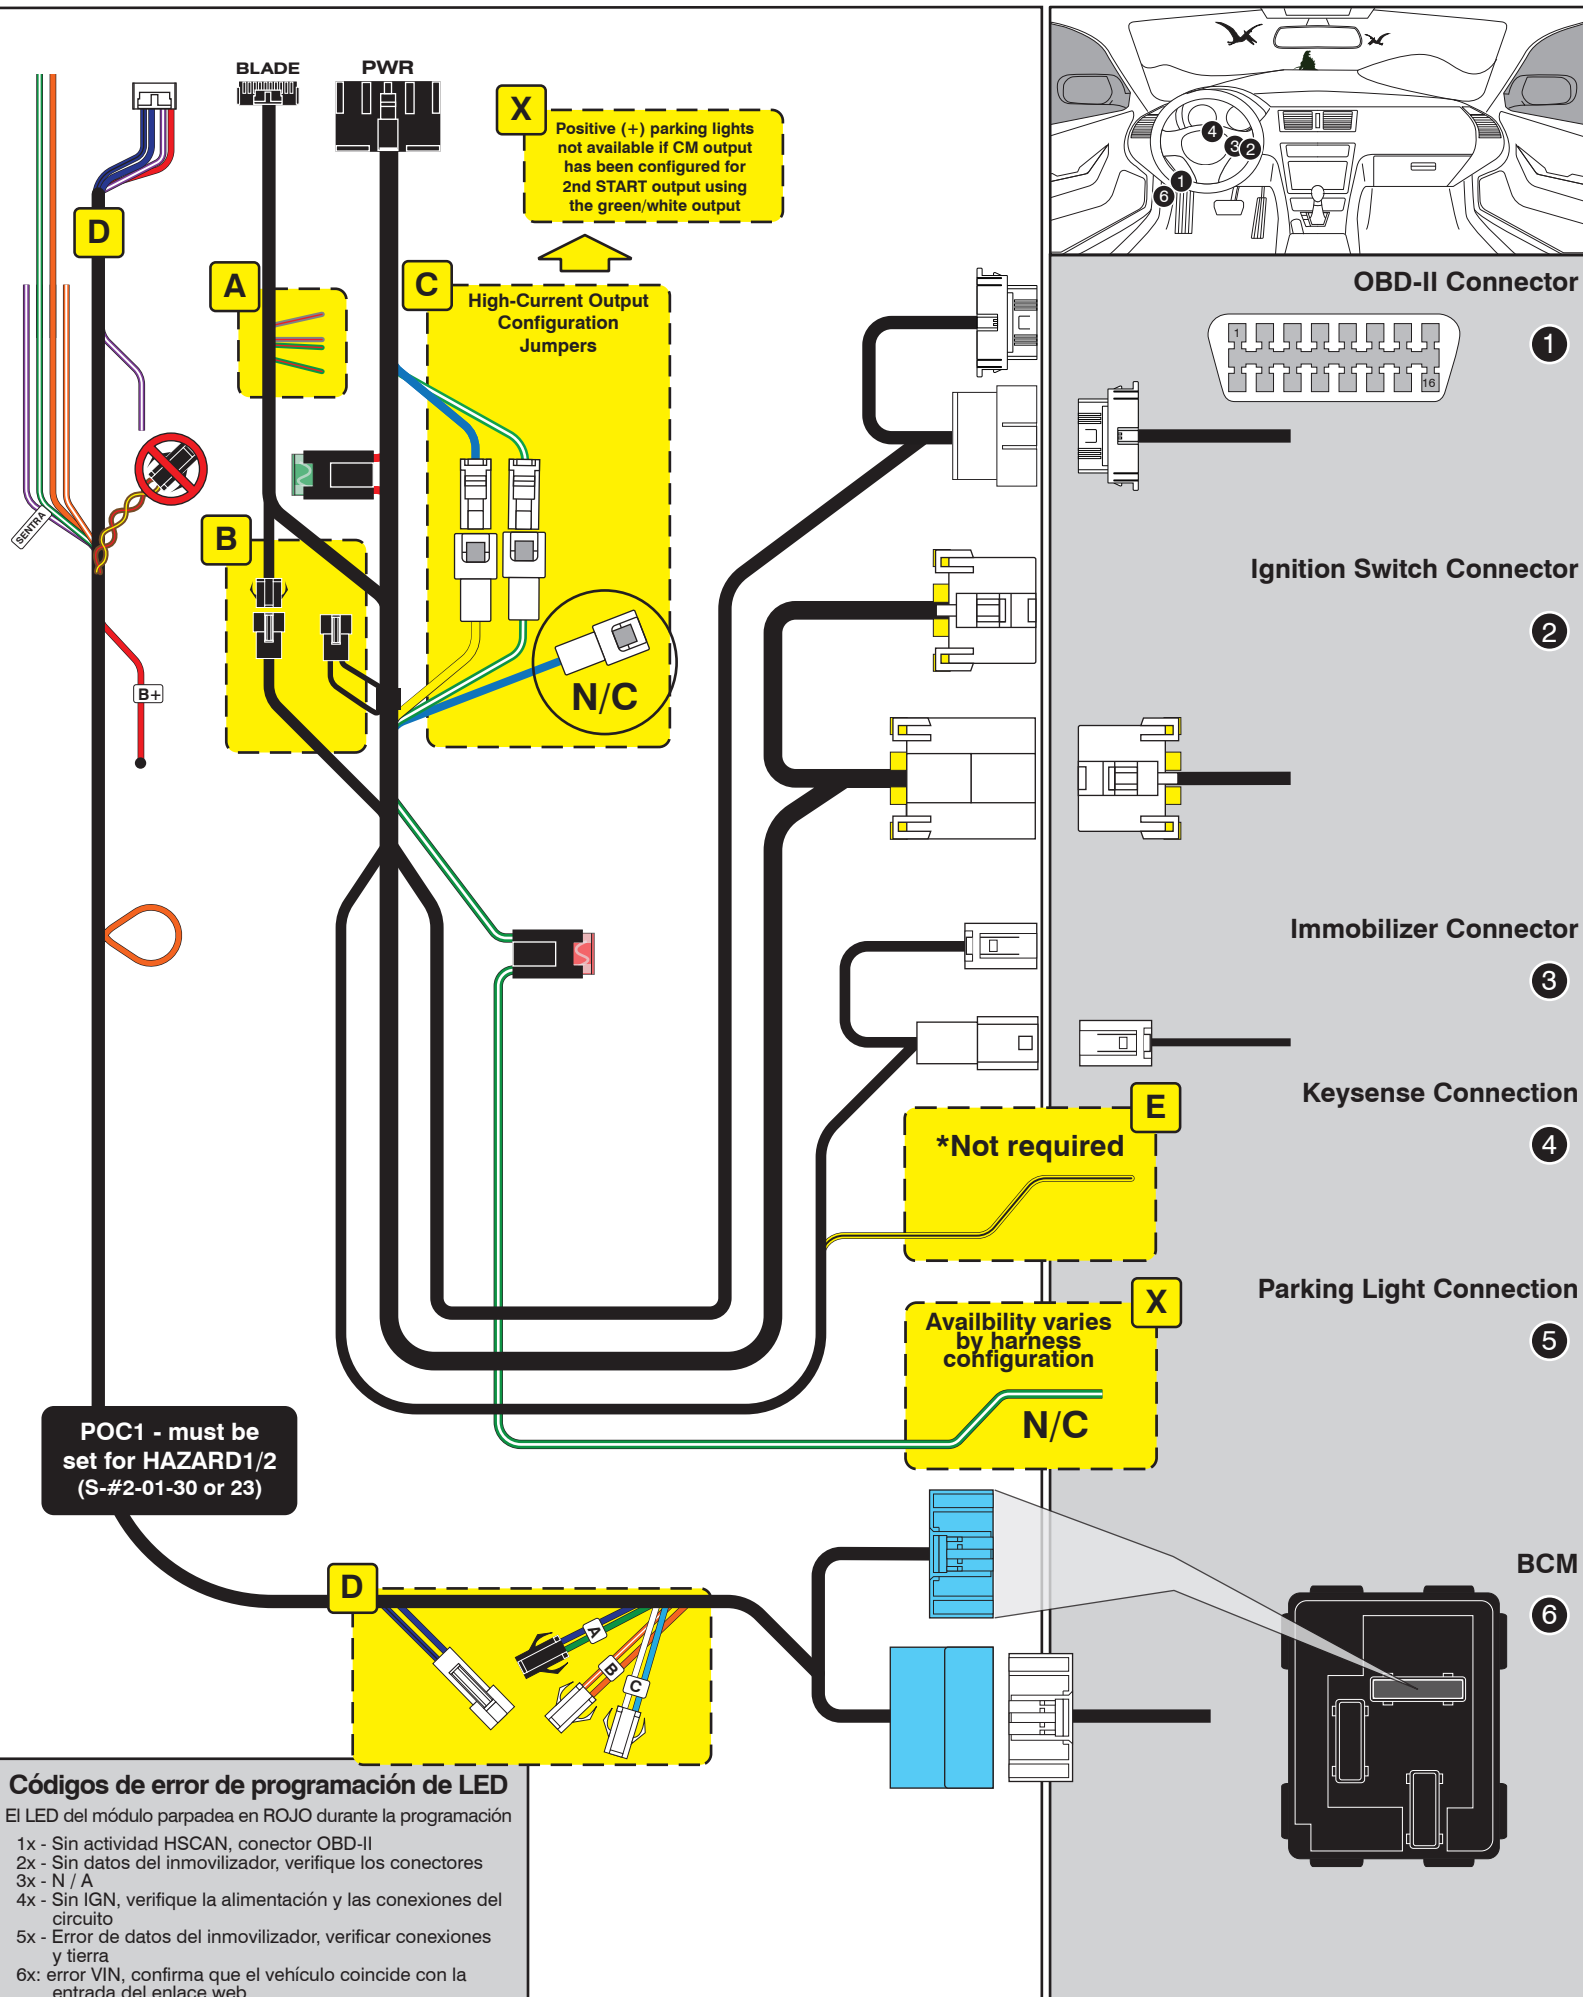 BLADE
PWR
X
Positive (+) parking lights
not available if CM output
has been configured for
2nd START output using
the green/white output
4
3
2
1
6
D
A
C
High-Current Output
Configuration
Jumpers
OBD-II Connector
1
1
16
SENTRA
B
Ignition Switch Connector
2
B+
N/C
Immobilizer Connector
3
Keysense Connection
4
E
*Not required
Parking Light Connection
5
X
Availbility varies
by harness
configuration
N/C
POC1 - must be
set for HAZARD1/2
(S-#2-01-30 or 23)
BCM
6
D
A
B
C
Códigos de error de programación de LED
El LED del módulo parpadea en ROJO durante la programación
1x - Sin actividad HSCAN, conector OBD-II
2x - Sin datos del inmovilizador, verifique los conectores
3x - N / A
4x - Sin IGN, verifique la alimentación y las conexiones del
circuito
5x - Error de datos del inmovilizador, verificar conexiones
y tierra
6x: error VIN, confirma que el vehículo coincide con la
entrada del enlace web